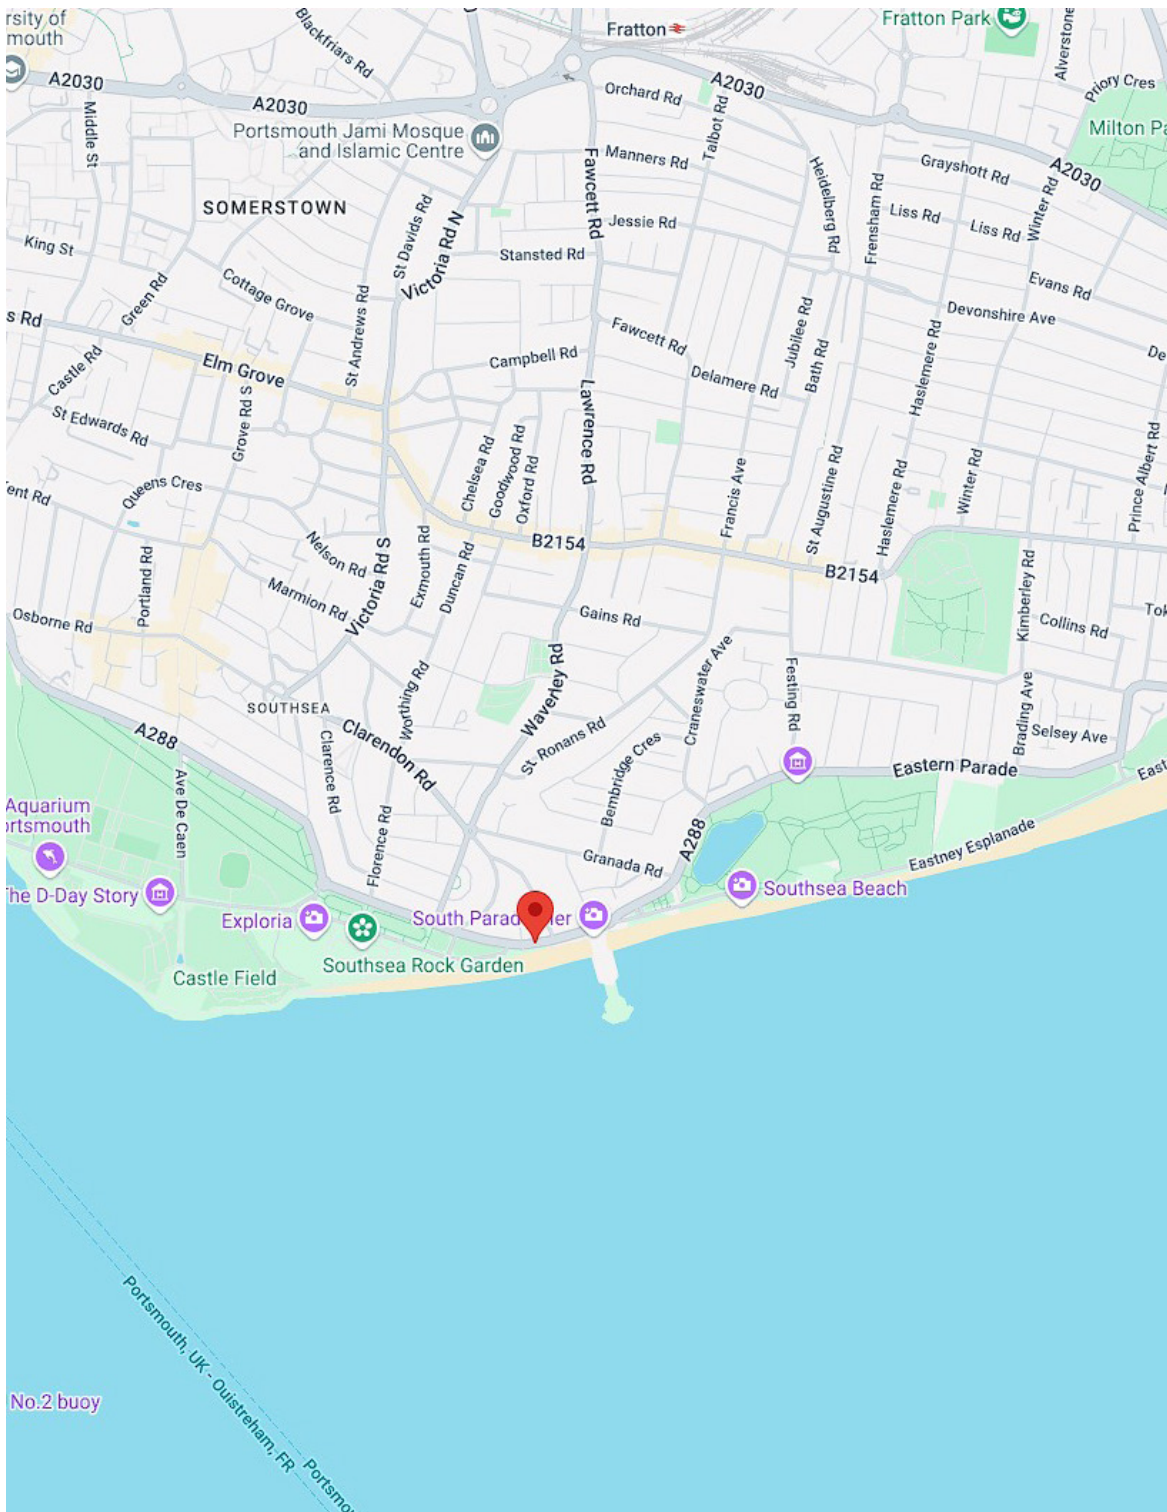 rsity of
mouth
Blackfriars Rd
Fratton
Fratton Park
Alverstone
Priory Cres
A2030
A2030
A2030
Orchard Rd
Talbot Rd
Middle St
Portsmouth Jami Mosque
and Islamic Centre
Milton Pa
Manners Rd
Fawcett Rd
Heidelberg Rd
Grayshott Rd
A2030
Frensham Rd
Winter Rd
SOMERSTOWN
St Davids Rd
Victoria Rd N
Jessie Rd
Liss Rd
Liss Rd
King St
Stansted Rd
Green Rd
Cottage Grove
St Andrews Rd
Evans Rd
Devonshire Ave
s Rd
Fawcett Rd
Jubilee Rd
Bath Rd
Haslemere Rd
De
Castle Rd
Elm Grove
Campbell Rd
Delamere Rd
Lawrence Rd
St Edwards Rd
Grove Rd S
Chelsea Rd
Goodwood Rd
Oxford Rd
Francis Ave
St Augustine Rd
Haslemere Rd
Winter Rd
Prince Albert Rd
Kent Rd
Queens Cres
B2154
B2154
Nelson Rd
Victoria Rd S
Exmouth Rd
Duncan Rd
Portland Rd
Marmion Rd
Osborne Rd
Gains Rd
Kimberley Rd
Collins Rd
Tok
Waverley Rd
Craneswater Ave
Festing Rd
Worthing Rd
SOUTHSEA
St. Ronans Rd
Brading Ave
Selsey Ave
A288
Clarence Rd
Clarendon Rd
Bembridge Cres
Eastern Parade
East
Ave De Caen
Aquarium
ortsmouth
Florence Rd
A288
Granada Rd
Eastney Esplanade
The D-Day Story
Southsea Beach
Exploria
South Parad ier
Southsea Rock Garden
Castle Field
Portsmouth, UK - Ouistreham, FR
No.2 buoy
Portsmou